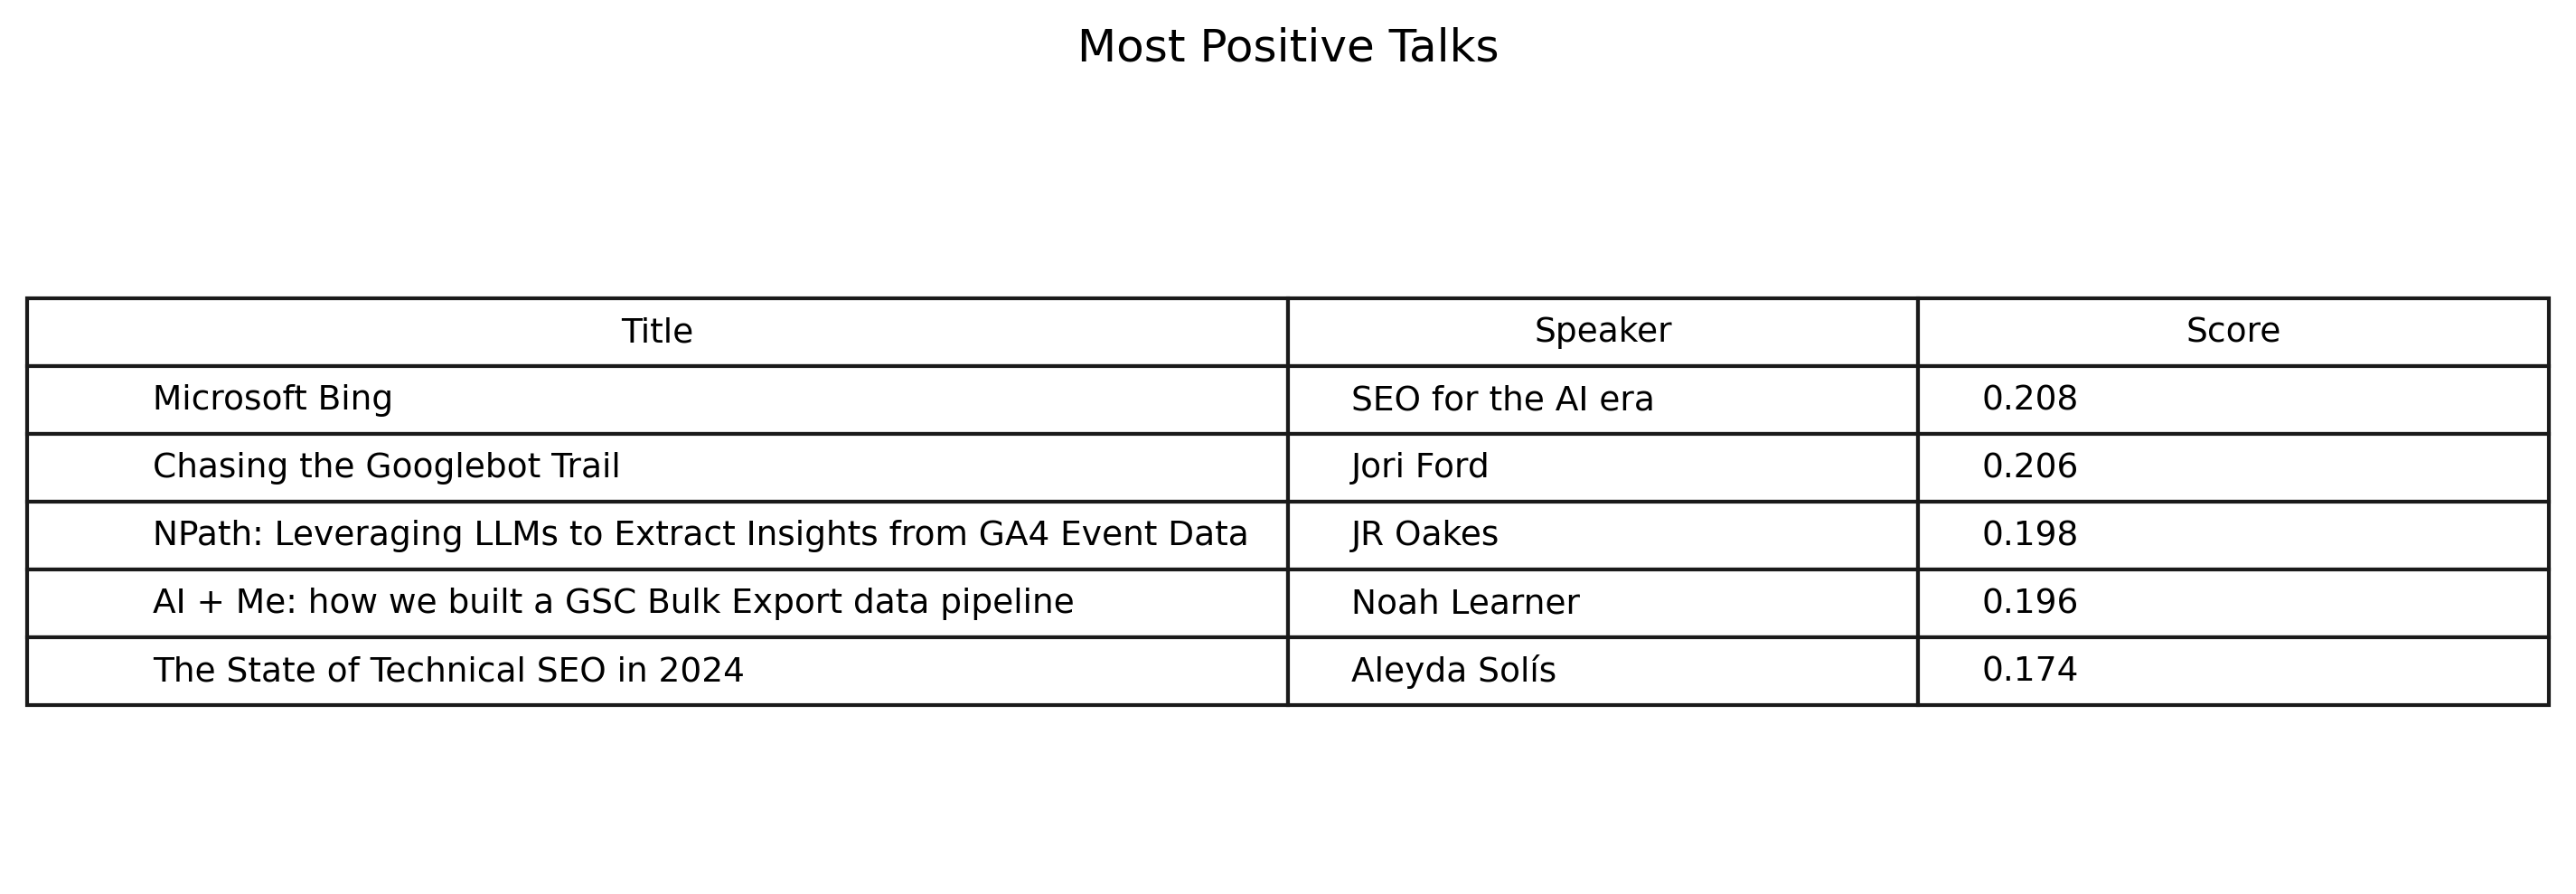 Most Positive Talks
Title Speaker Score
Microsoft Bing SEO for the AI era 0.208
Chasing the Googlebot Trail Jori Ford 0.206
NPath: Leveraging LLMs to Extract Insights from GA4 Event Data JR Oakes 0.198
AI + Me: how we built a GSC Bulk Export data pipeline Noah Learner 0.196
The State of Technical SEO in 2024 Aleyda Solís 0.174